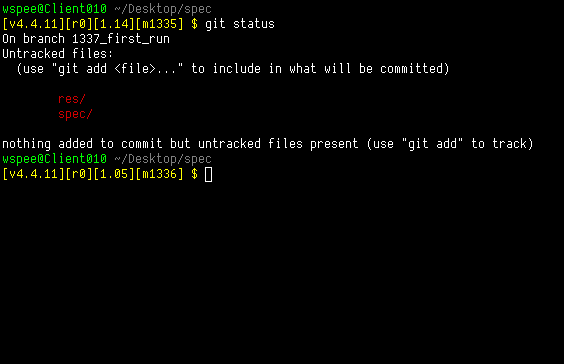 wspee@Client010 ~/Desktop/spec
[v4.4.11][r0][1.14][m1335] $ git status
On branch 1337_first_run
Untracked files:
  (use "git add <file>..." to include in what will be committed)
        res/
        spec/
nothing added to commit but untracked files present (use "git add" to track)
wspee@Client010 ~/Desktop/spec
[v4.4.11][r0][1.05][m1336] $